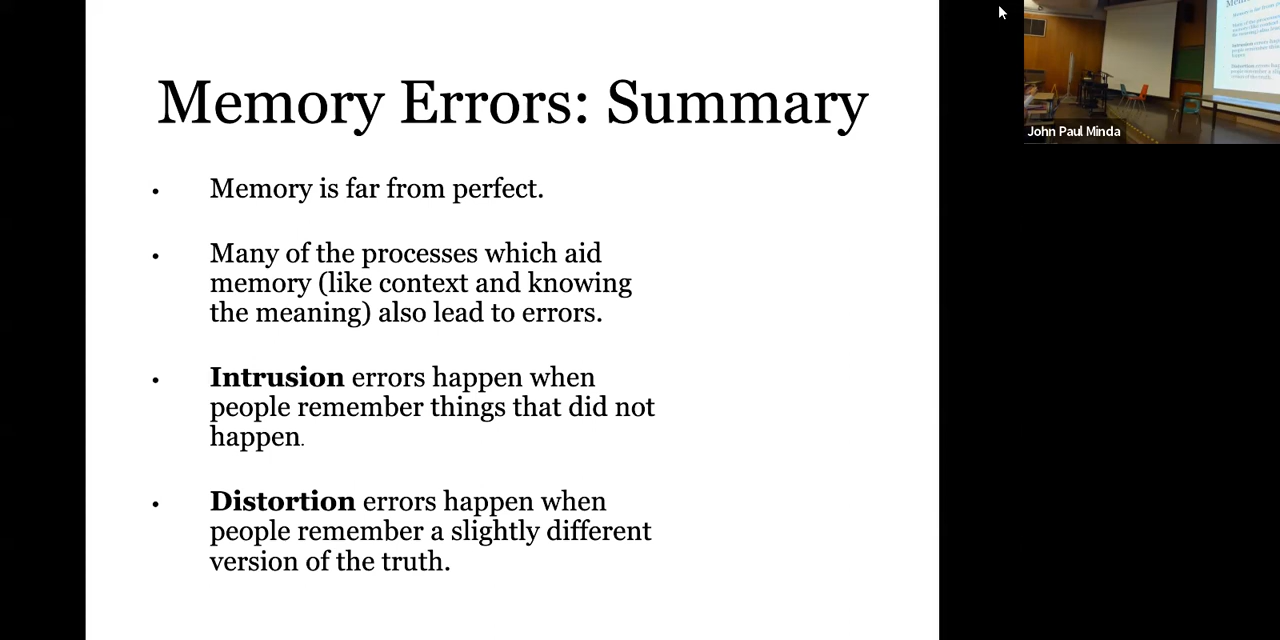 Memory Errors: Summary
• Memory is far from perfect.
• Many of the processes which aid
memory (like context and knowing
the meaning) also lead to errors.
• Intrusion errors happen when
people remember things that did not
happen.
• Distortion errors happen when
people remember a slightly different
version of the truth.
John Paul Minda